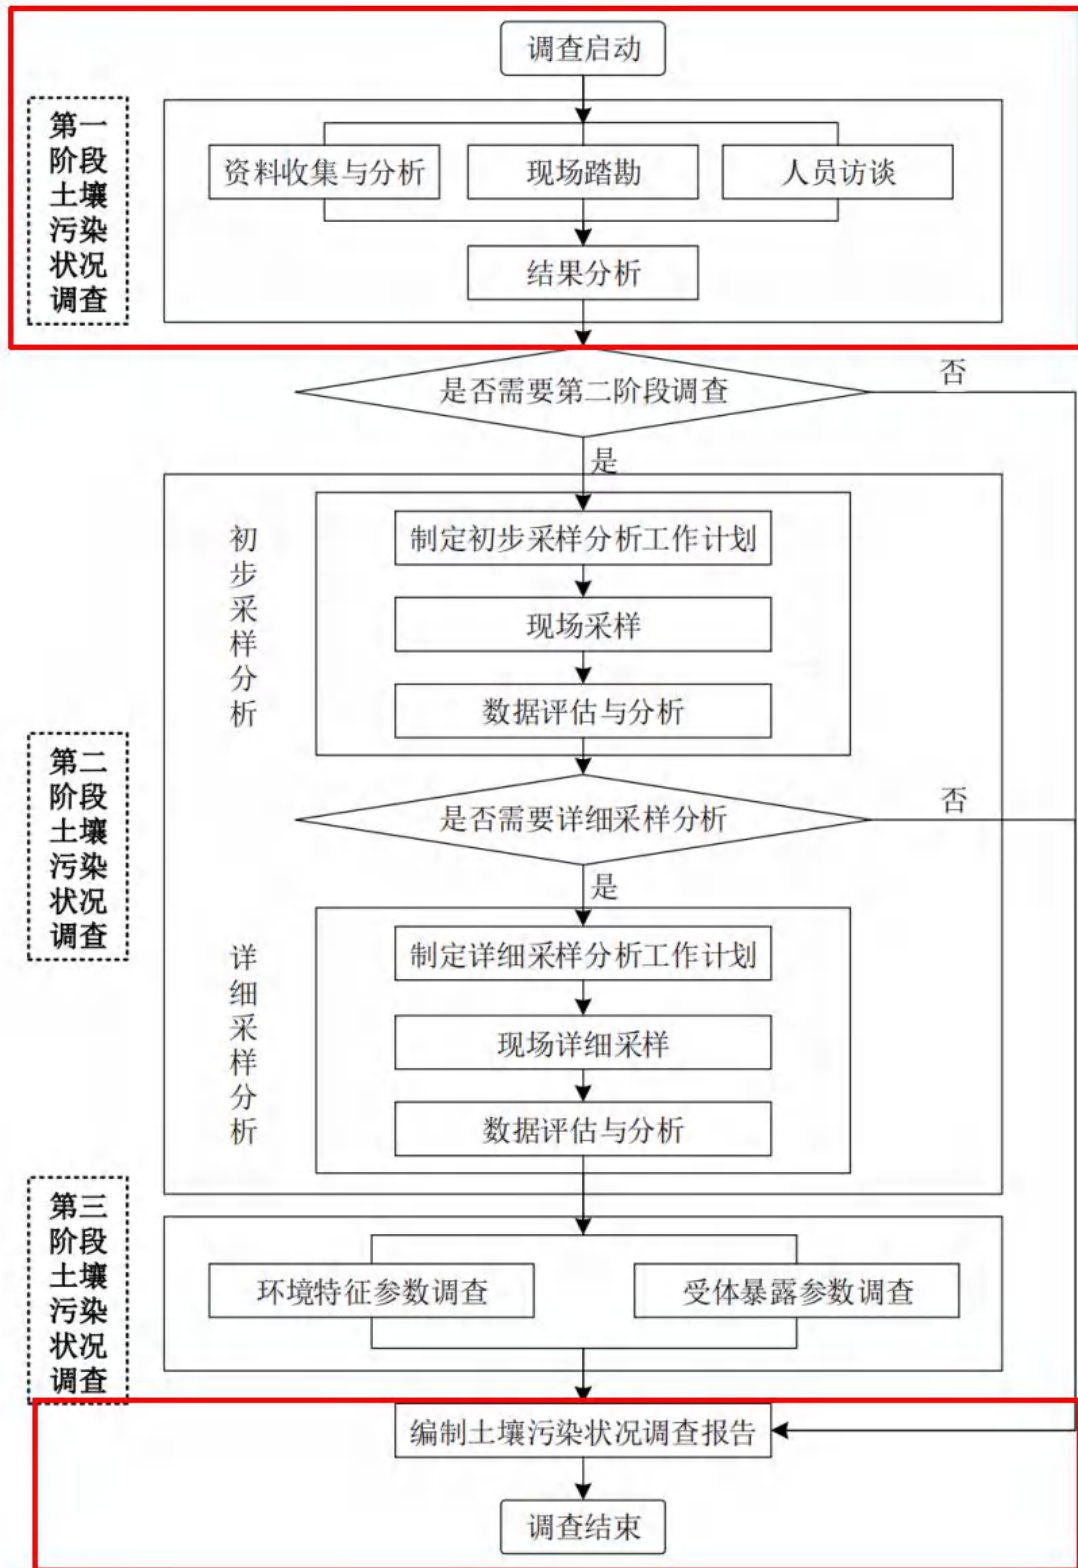 调查启动
第一
阶段
土壤
污染
状况
调查
资料收集与分析
现场踏勘
人员访谈
结果分析
是否需要第二阶段调查
否
是
初
步
采
样
分
析
制定初步采样分析工作计划
现场采样
数据评估与分析
第二
阶段
土壤
污染
状况
调查
是否需要详细采样分析
否
是
详
细
采
样
分
析
制定详细采样分析工作计划
现场详细采样
数据评估与分析
第三
阶段
土壤
污染
状况
调查
环境特征参数调查
受体暴露参数调查
编制土壤污染状况调查报告
调查结束